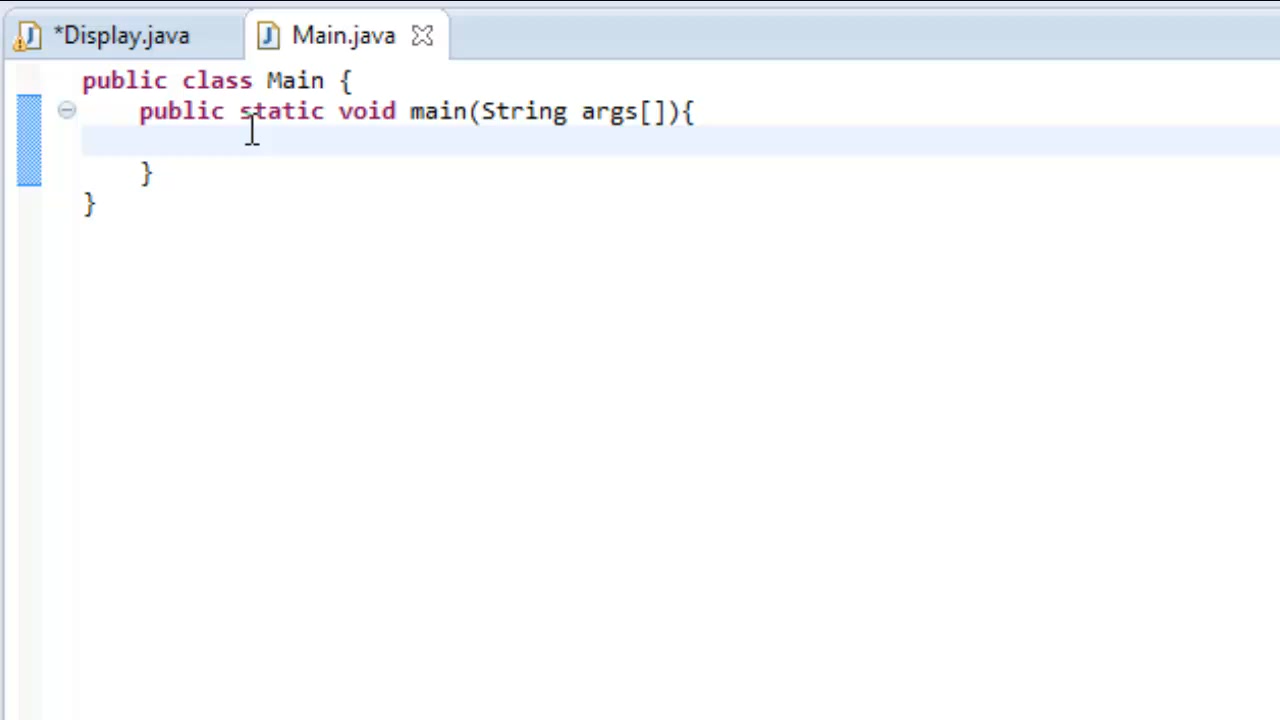 *Display.java Main.java
public class Main {
    public static void main(String args[]){

    }
}